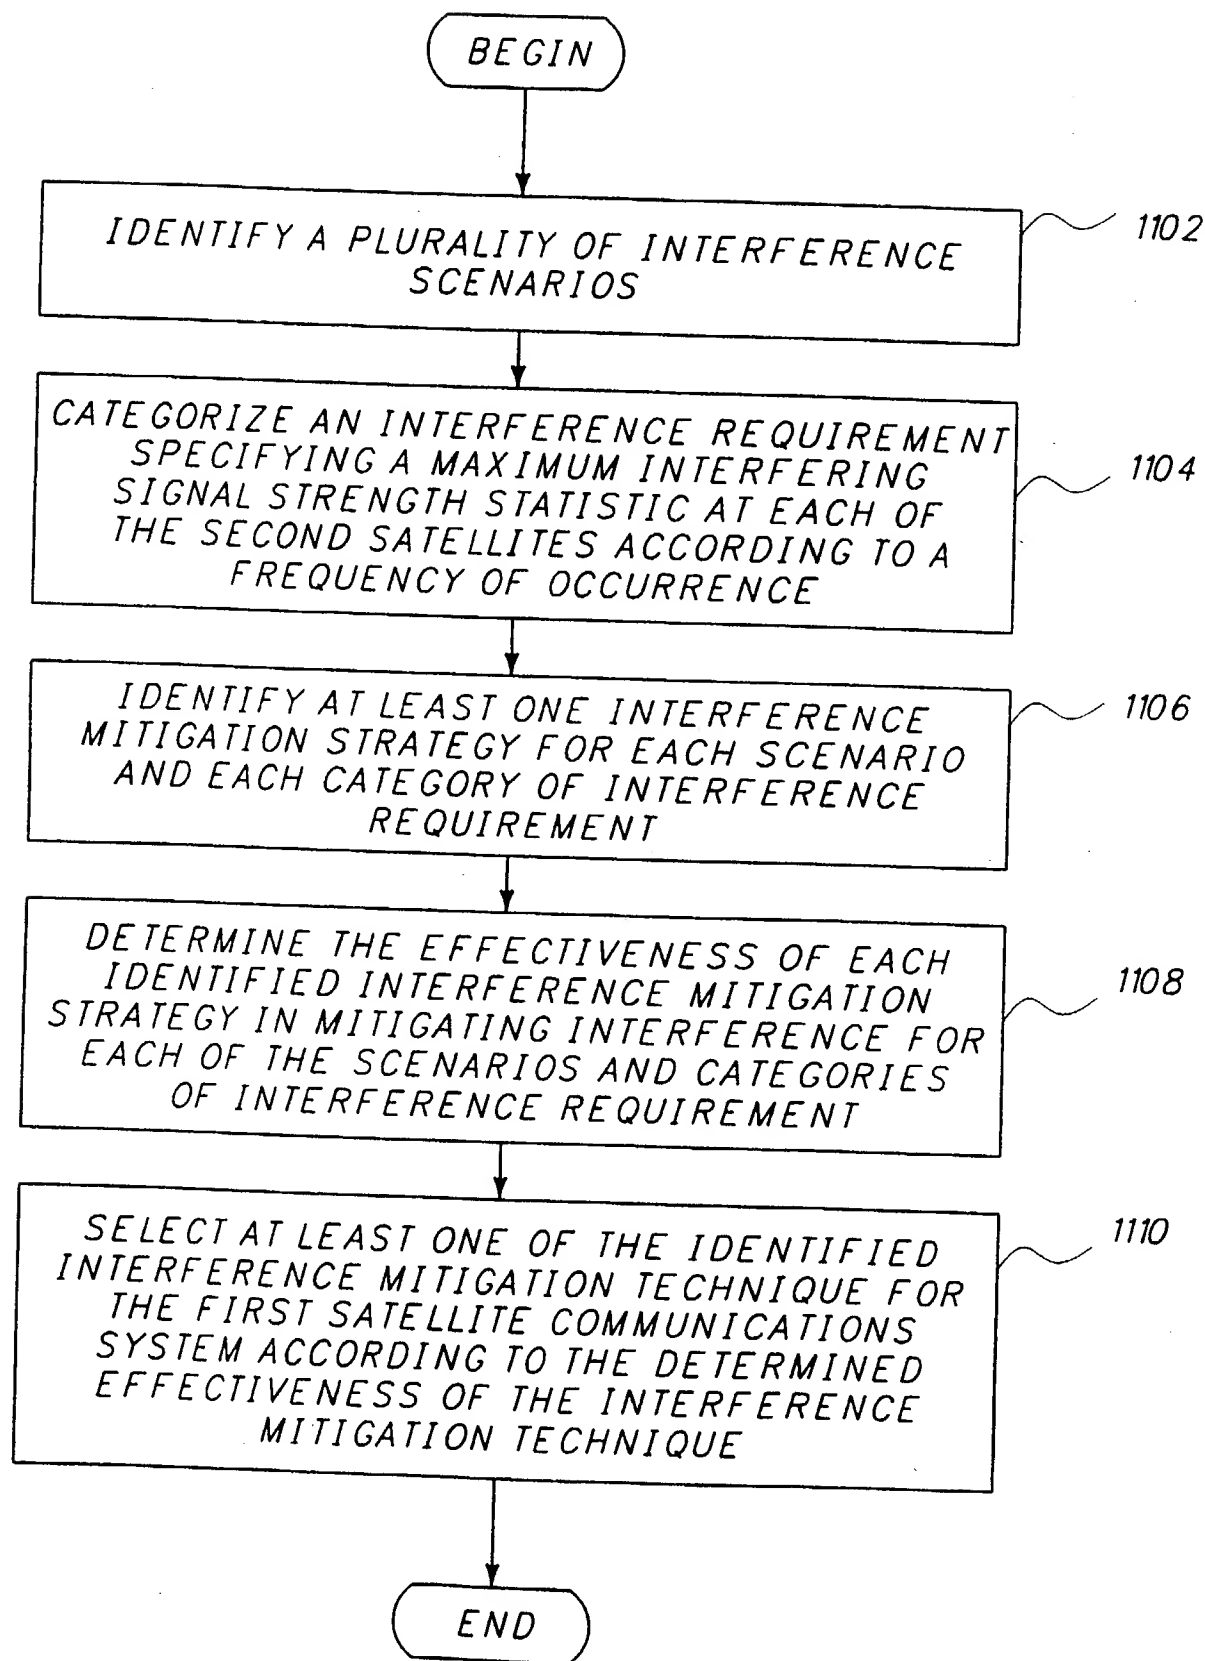 BEGIN
IDENTIFY A PLURALITY OF INTERFERENCE
SCENARIOS
1102
CATEGORIZE AN INTERFERENCE REQUIREMENT
SPECIFYING A MAXIMUM INTERFERING
SIGNAL STRENGTH STATISTIC AT EACH OF
THE SECOND SATELLITES ACCORDING TO A
FREQUENCY OF OCCURRENCE
1104
IDENTIFY AT LEAST ONE INTERFERENCE
MITIGATION STRATEGY FOR EACH SCENARIO
AND EACH CATEGORY OF INTERFERENCE
REQUIREMENT
1106
DETERMINE THE EFFECTIVENESS OF EACH
IDENTIFIED INTERFERENCE MITIGATION
STRATEGY IN MITIGATING INTERFERENCE FOR
EACH OF THE SCENARIOS AND CATEGORIES
OF INTERFERENCE REQUIREMENT
1108
SELECT AT LEAST ONE OF THE IDENTIFIED
INTERFERENCE MITIGATION TECHNIQUE FOR
THE FIRST SATELLITE COMMUNICATIONS
SYSTEM ACCORDING TO THE DETERMINED
EFFECTIVENESS OF THE INTERFERENCE
MITIGATION TECHNIQUE
1110
END